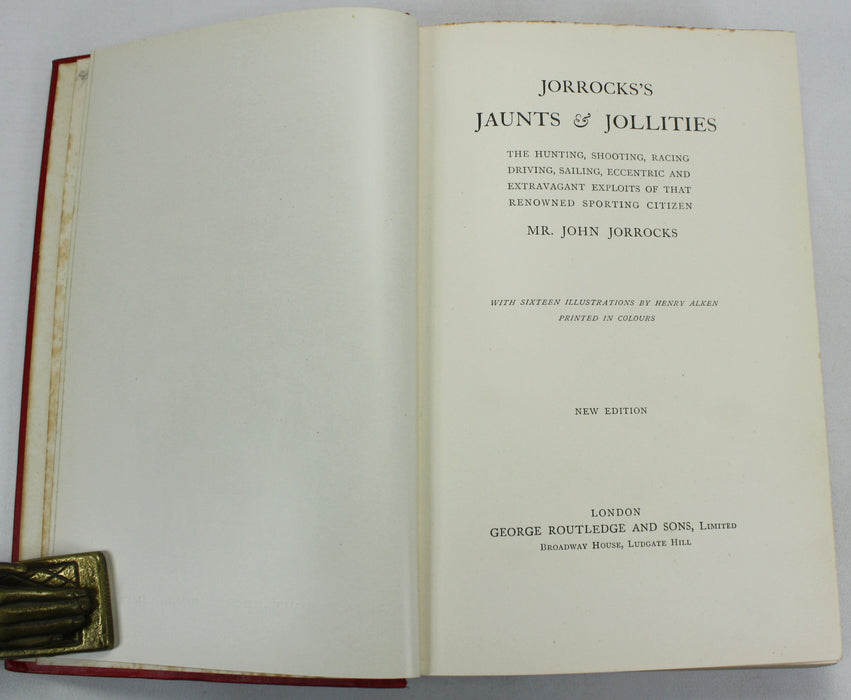 JORROCKS'S
JAUNTS & JOLLITIES
THE HUNTING, SHOOTING, RACING
DRIVING, SAILING, ECCENTRIC AND
EXTRAVAGANT EXPLOITS OF THAT
RENOWNED SPORTING CITIZEN
MR. JOHN JORROCKS
WITH SIXTEEN ILLUSTRATIONS BY HENRY ALKEN
PRINTED IN COLOURS
NEW EDITION
LONDON
GEORGE ROUTLEDGE AND SONS, LIMITED
BROADWAY HOUSE, LUDGATE HILL